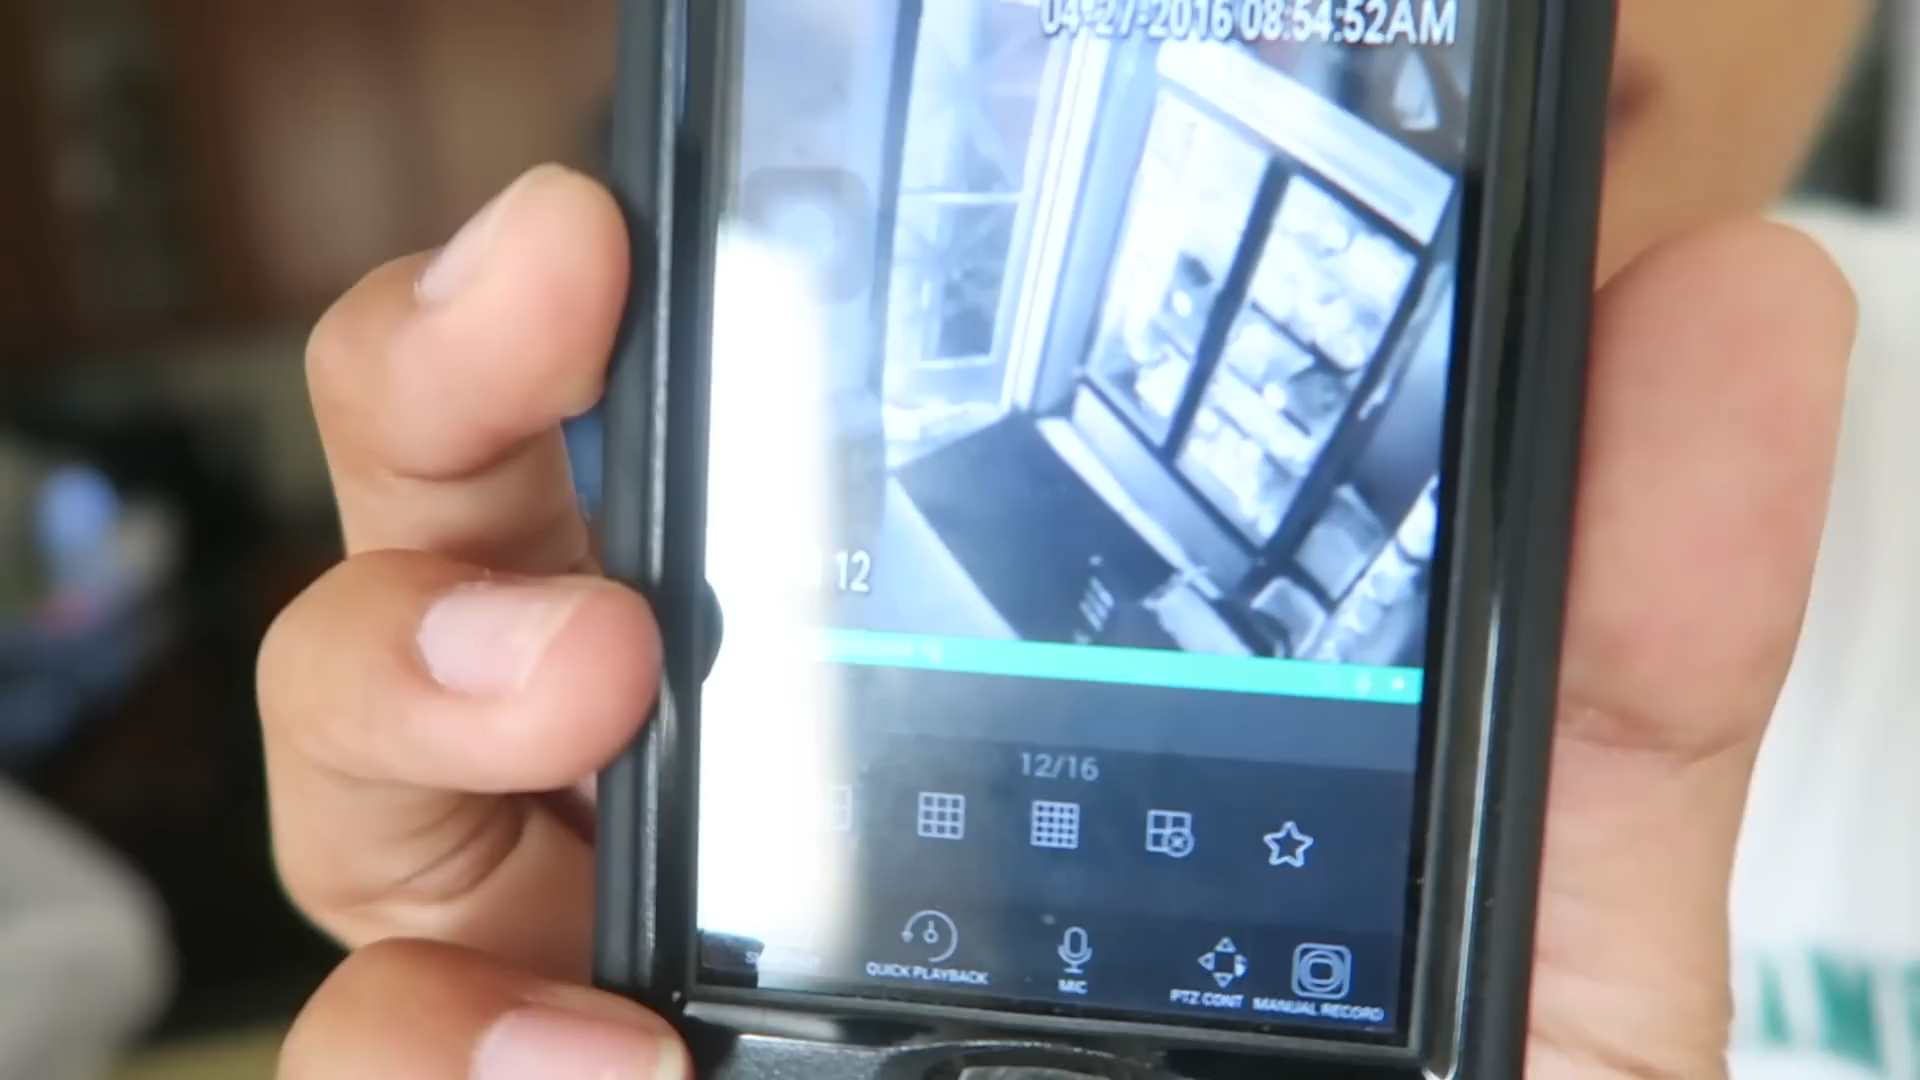 04-27-2016 08:54:52AM
12
12/16
QUICK PLAYBACK
MIC
PTZ CONT
MANUAL RECORD